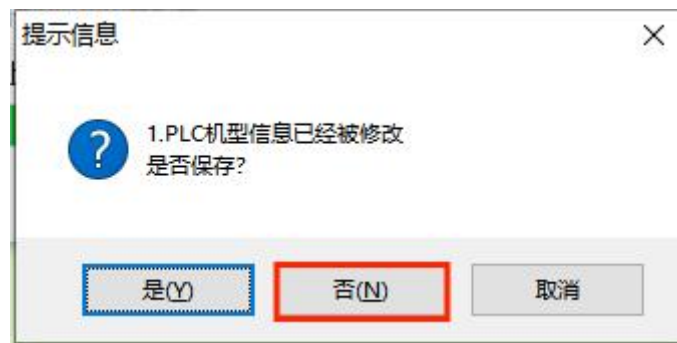 提示信息
1.PLC机型信息已经被修改
是否保存?
是(Y)
否(N)
取消